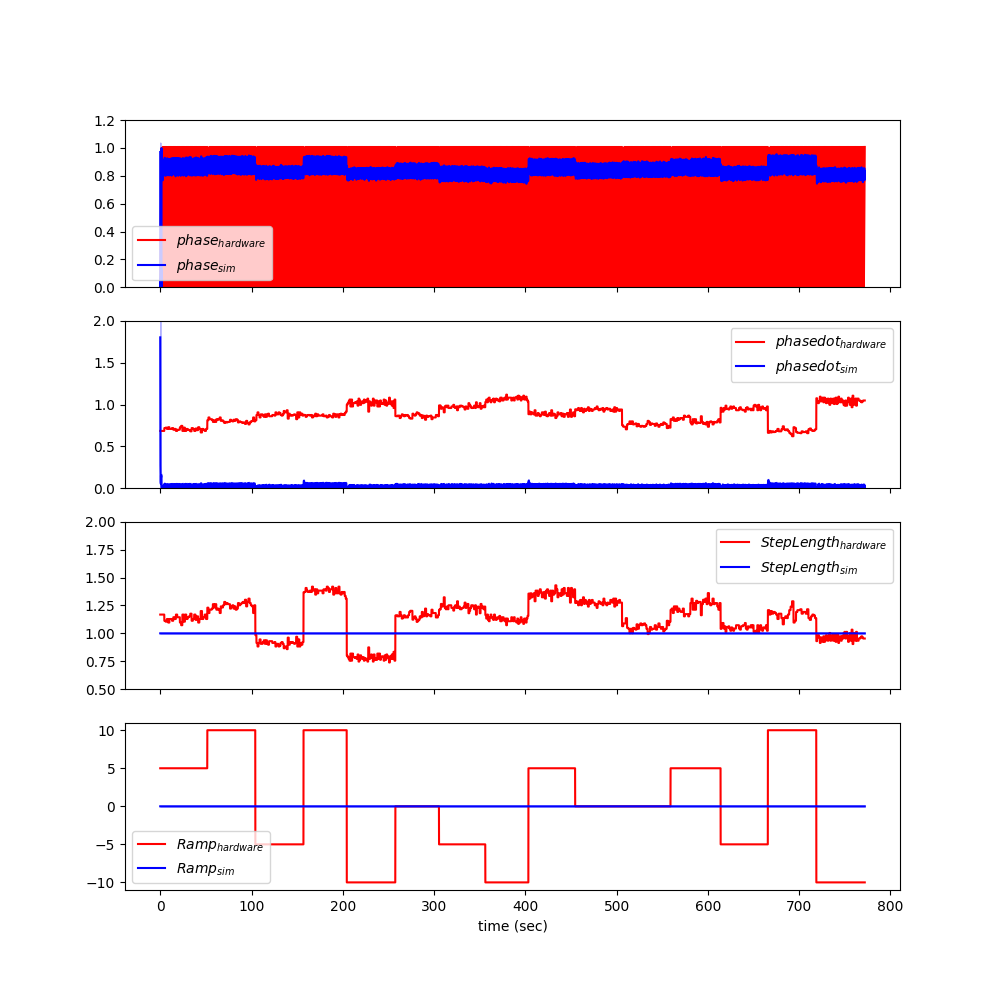 1.2
1.0
0.8
0.6
0.4
0.2
0.0
phase_hardware
phase_sim
2.0
1.5
1.0
0.5
0.0
phasedot_hardware
phasedot_sim
2.00
1.75
1.50
1.25
1.00
0.75
0.50
StepLength_hardware
StepLength_sim
10
5
0
−5
−10
Ramp_hardware
Ramp_sim
0 100 200 300 400 500 600 700 800
time (sec)